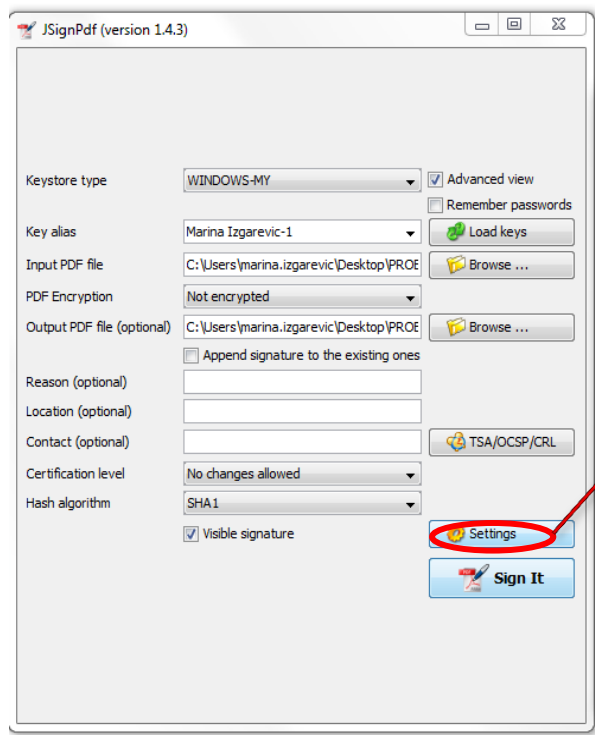 JSignPdf (version 1.4.3)
Keystore type WINDOWS-MY Advanced view
Remember passwords
Key alias Marina Izgarevic-1 Load keys
Input PDF file C:\Users\marina.izgarevic\Desktop\PROE Browse ...
PDF Encryption Not encrypted
Output PDF file (optional) C:\Users\marina.izgarevic\Desktop\PROE Browse ...
Append signature to the existing ones
Reason (optional)
Location (optional)
Contact (optional) TSA/OCSP/CRL
Certification level No changes allowed
Hash algorithm SHA1
Visible signature Settings
Sign It